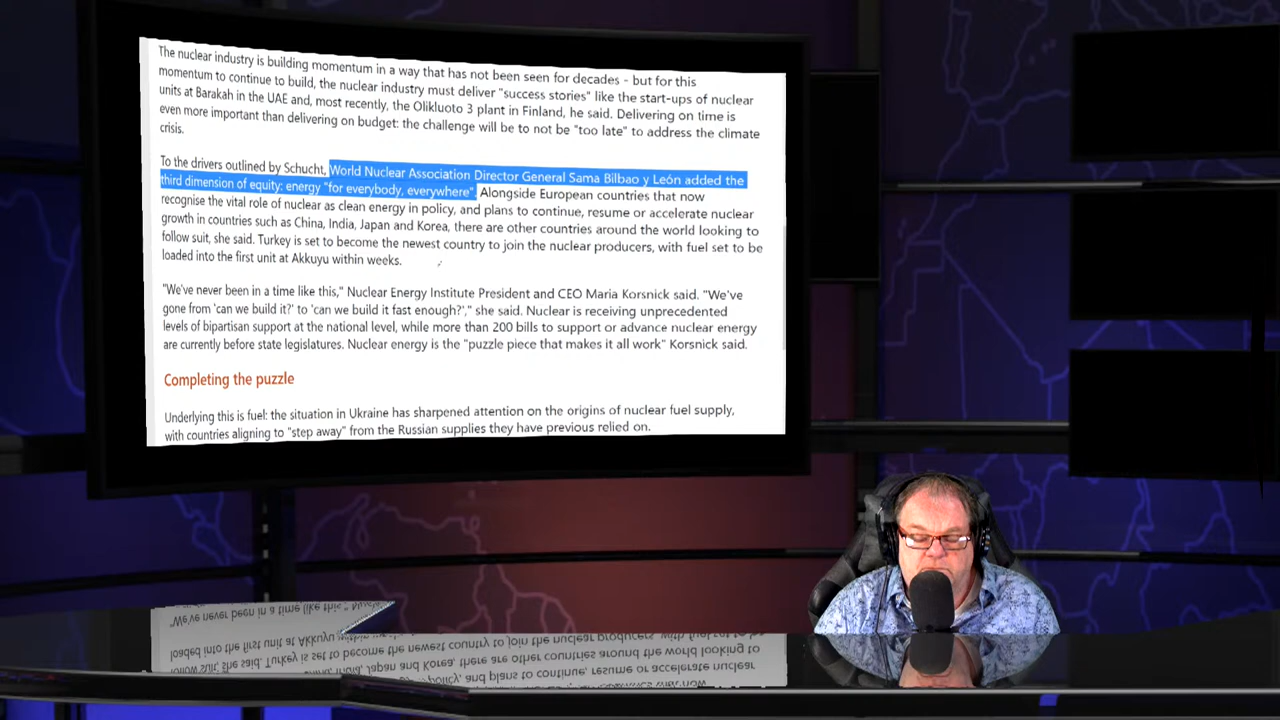 The nuclear industry is building momentum in a way that has not been seen for decades - but for this
momentum to continue to build, the nuclear industry must deliver "success stories" like the start-ups of nuclear
units at Barakah in the UAE and, most recently, the Olikluoto 3 plant in Finland, he said. Delivering on time is
even more important than delivering on budget: the challenge will be to not be "too late" to address the climate
crisis.
To the drivers outlined by Schucht, World Nuclear Association Director General Sama Bilbao y León added the
third dimension of equity: energy "for everybody, everywhere". Alongside European countries that now
recognise the vital role of nuclear as clean energy in policy, and plans to continue, resume or accelerate nuclear
growth in countries such as China, India, Japan and Korea, there are other countries around the world looking to
follow suit, she said. Turkey is set to become the newest country to join the nuclear producers, with fuel set to be
loaded into the first unit at Akkuyu within weeks.
"We've never been in a time like this," Nuclear Energy Institute President and CEO Maria Korsnick said. "We've
gone from 'can we build it?' to 'can we build it fast enough?'," she said. Nuclear is receiving unprecedented
levels of bipartisan support at the national level, while more than 200 bills to support or advance nuclear energy
are currently before state legislatures. Nuclear energy is the "puzzle piece that makes it all work" Korsnick said.
Completing the puzzle
Underlying this is fuel: the situation in Ukraine has sharpened attention on the origins of nuclear fuel supply,
with countries aligning to "step away" from the Russian supplies they have previous relied on.